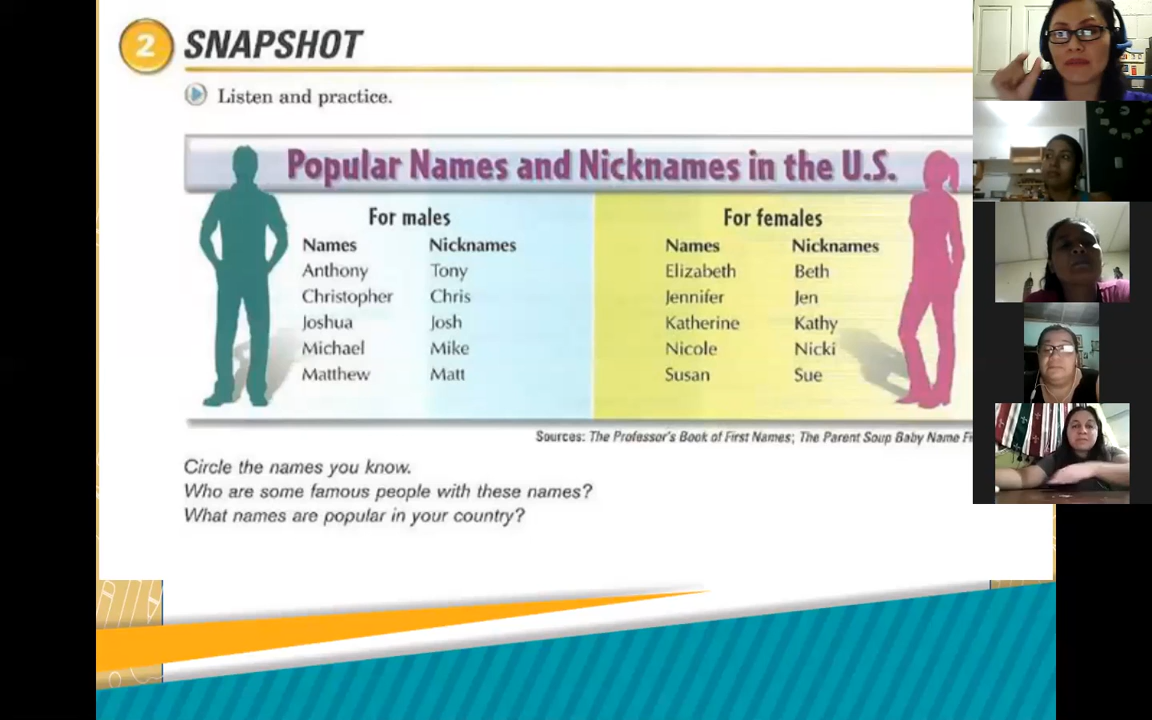 2 SNAPSHOT
Listen and practice.
Popular Names and Nicknames in the U.S.
For males
Names Nicknames
Anthony Tony
Christopher Chris
Joshua Josh
Michael Mike
Matthew Matt
For females
Names Nicknames
Elizabeth Beth
Jennifer Jen
Katherine Kathy
Nicole Nicki
Susan Sue
Sources: The Professor's Book of First Names; The Parent Soup Baby Name
Circle the names you know.
Who are some famous people with these names?
What names are popular in your country?